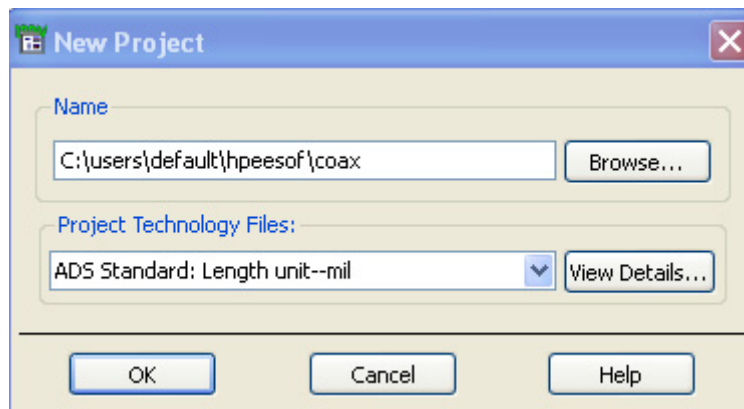 New Project
Name
C:\users\default\hpeesof\coax
Browse...
Project Technology Files:
ADS Standard: Length unit--mil
View Details...
OK
Cancel
Help